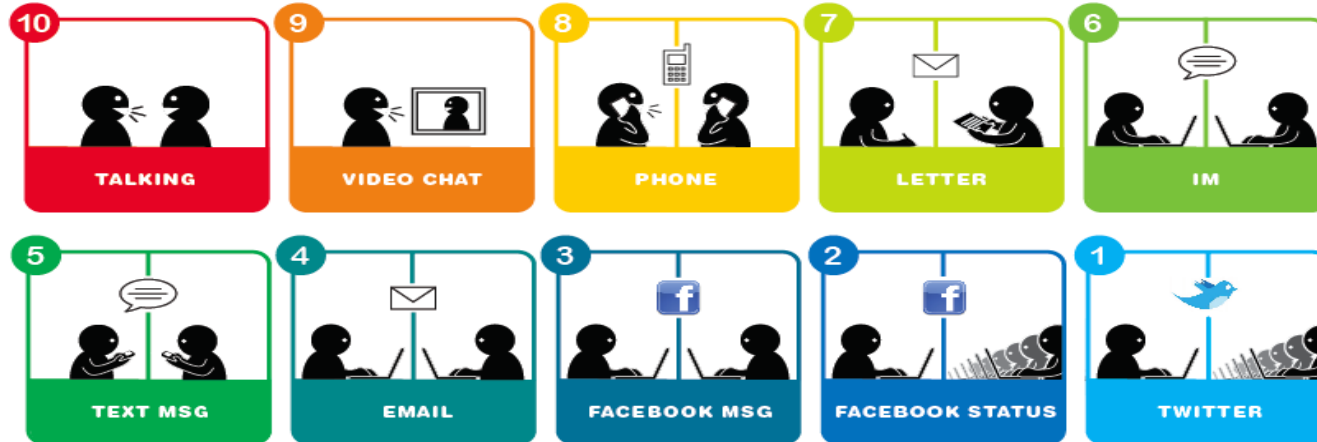 10 TALKING
9 VIDEO CHAT
8 PHONE
7 LETTER
6 IM
5 TEXT MSG
4 EMAIL
3 f FACEBOOK MSG
2 f FACEBOOK STATUS
1 TWITTER